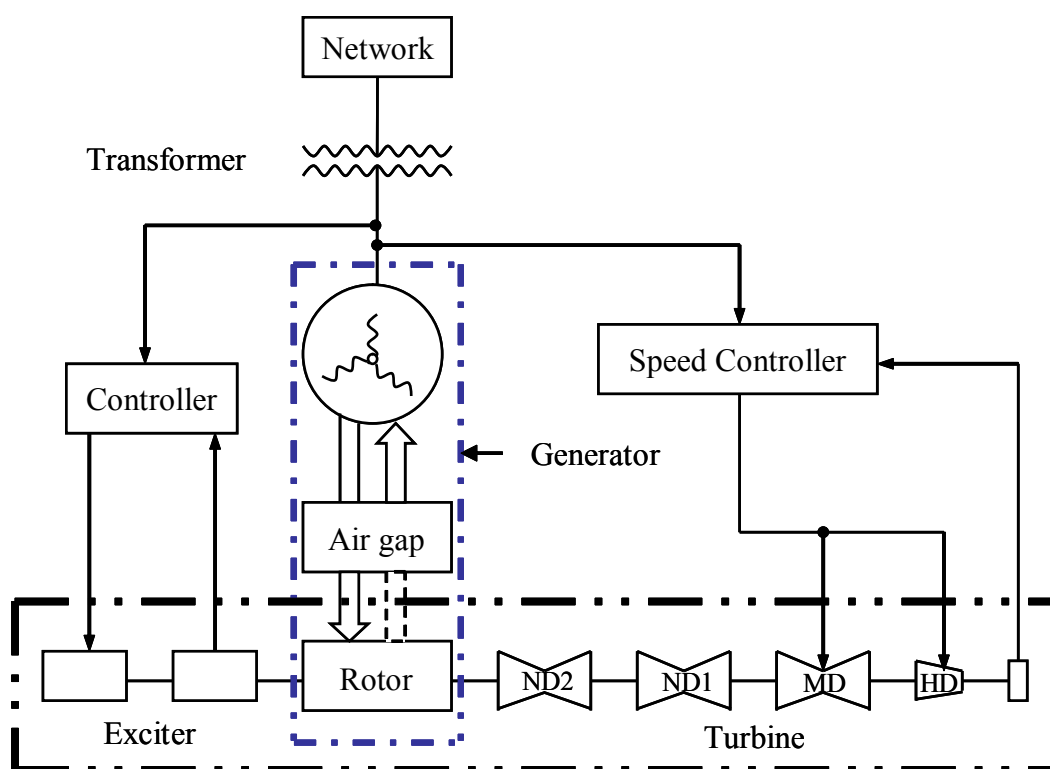 Network
Transformer
Speed Controller
Controller
Generator
Air gap
Rotor
ND2
ND1
MD
HD
Exciter
Turbine